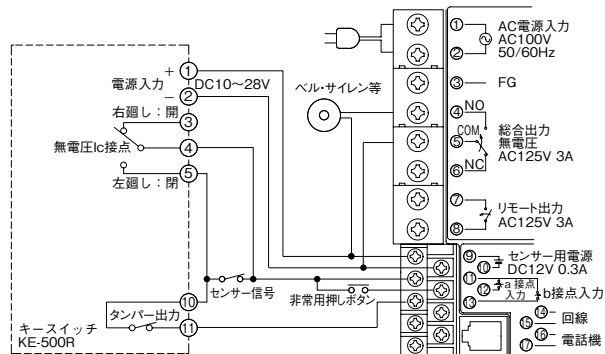 電源入力
+ ①
DC10～28V
− ②
右廻し：開 ③
無電圧Ic接点 ④
⑤
左廻し：閉
⑩
タンパー出力
⑪
キースイッチ
KE-500R
センサー信号
非常用押しボタン
ベル・サイレン等
① AC電源入力
AC100V
② 50/60Hz
③ FG
④ NO
COM
⑤ 総合出力
無電圧
AC125V 3A
⑥ NC
⑦ リモート出力
⑧ AC125V 3A
⑨ センサー用電源
⑩ DC12V 0.3A
⑪ a 接点
⑫ 入力
⑬ b接点入力
⑭ 回線
⑮
⑯ 電話機
⑰